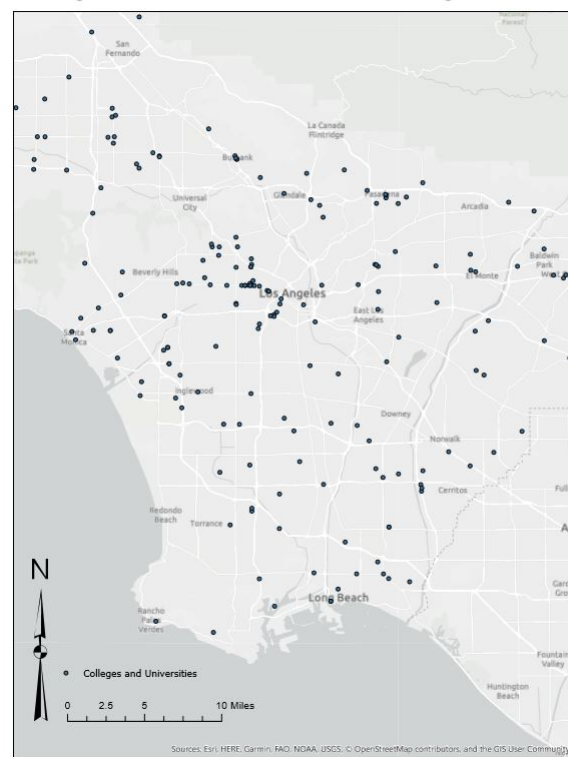 National
Forest
San
Fernando
La Canada
Flintridge
Burbank
Glendale
Pasadena
Arcadia
Universal
City
Baldwin
Park
West
El Monte
Beverly Hills
Los Angeles
East Los
Angeles
Santa
Monica
Inglewood
Downey
Norwalk
Cerritos
Redondo
Beach
Torrance
Long Beach
Rancho
Palos
Verdes
Fountain
Valley
Huntington
Beach
N
Colleges and Universities
0 2.5 5 10 Miles
Sources: Esri, HERE, Garmin, FAO, NOAA, USGS, © OpenStreetMap contributors, and the GIS User Community